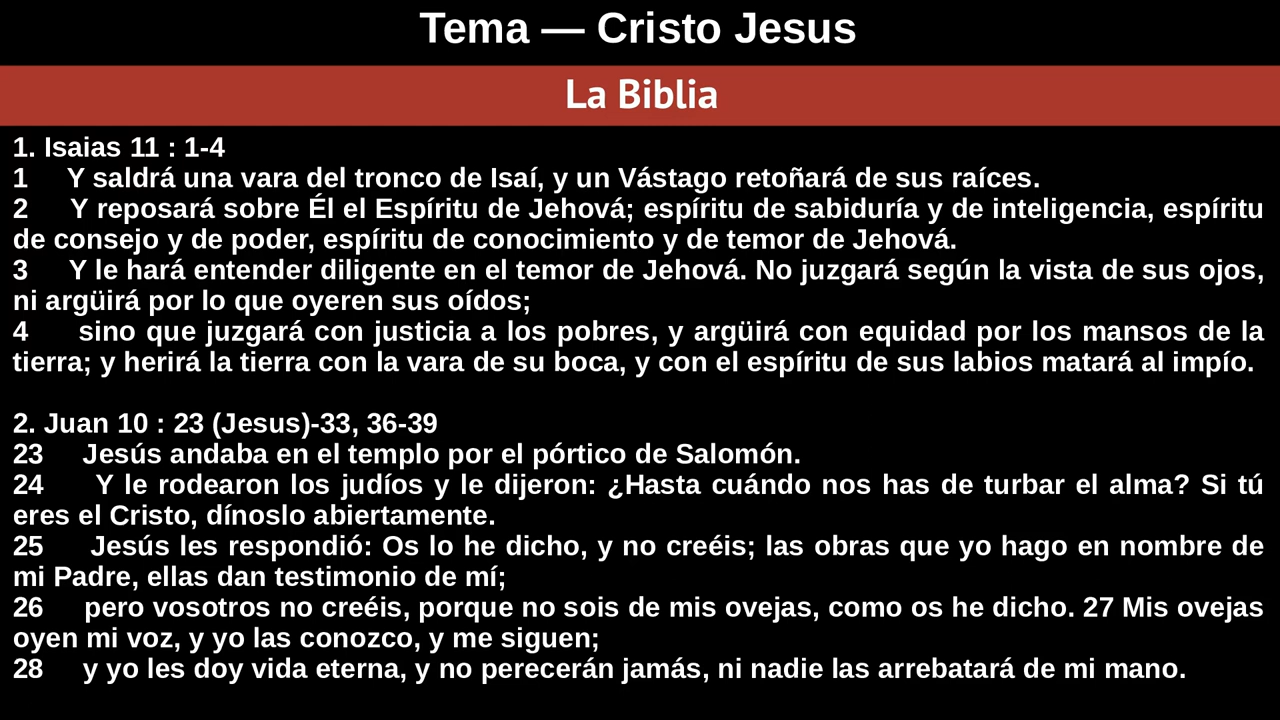 Tema — Cristo Jesus
La Biblia
1. Isaias 11 : 1-4
1 Y saldrá una vara del tronco de Isaí, y un Vástago retoñará de sus raíces.
2 Y reposará sobre Él el Espíritu de Jehová; espíritu de sabiduría y de inteligencia, espíritu
de consejo y de poder, espíritu de conocimiento y de temor de Jehová.
3 Y le hará entender diligente en el temor de Jehová. No juzgará según la vista de sus ojos,
ni argüirá por lo que oyeren sus oídos;
4 sino que juzgará con justicia a los pobres, y argüirá con equidad por los mansos de la
tierra; y herirá la tierra con la vara de su boca, y con el espíritu de sus labios matará al impío.
2. Juan 10 : 23 (Jesus)-33, 36-39
23 Jesús andaba en el templo por el pórtico de Salomón.
24 Y le rodearon los judíos y le dijeron: ¿Hasta cuándo nos has de turbar el alma? Si tú
eres el Cristo, dínoslo abiertamente.
25 Jesús les respondió: Os lo he dicho, y no creéis; las obras que yo hago en nombre de
mi Padre, ellas dan testimonio de mí;
26 pero vosotros no creéis, porque no sois de mis ovejas, como os he dicho. 27 Mis ovejas
oyen mi voz, y yo las conozco, y me siguen;
28 y yo les doy vida eterna, y no perecerán jamás, ni nadie las arrebatará de mi mano.